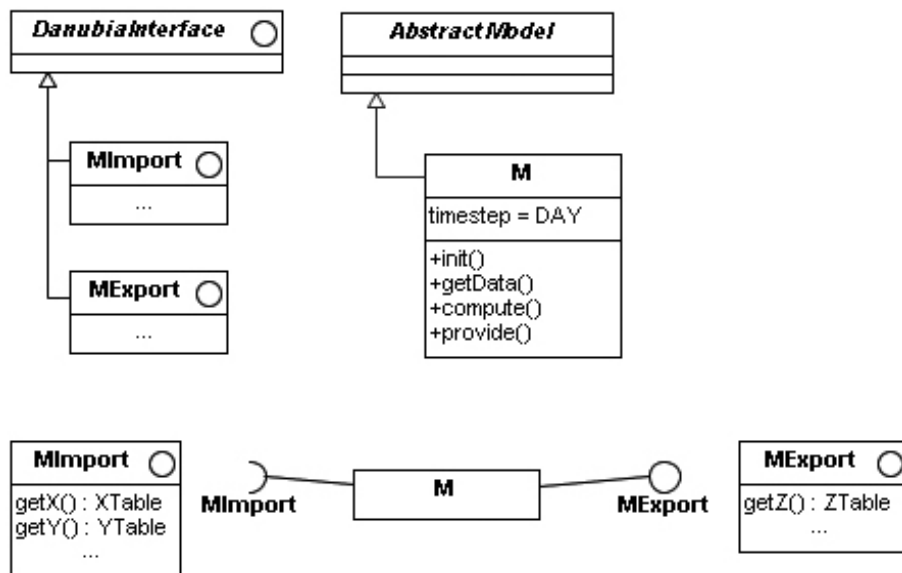 DanubiaInterface
AbstractModel
MImport
...
MExport
...
M
timestep = DAY
+init()
+getData()
+compute()
+provide()
MImport
getX() : XTable
getY() : YTable
...
MImport
M
MExport
MExport
getZ() : ZTable
...